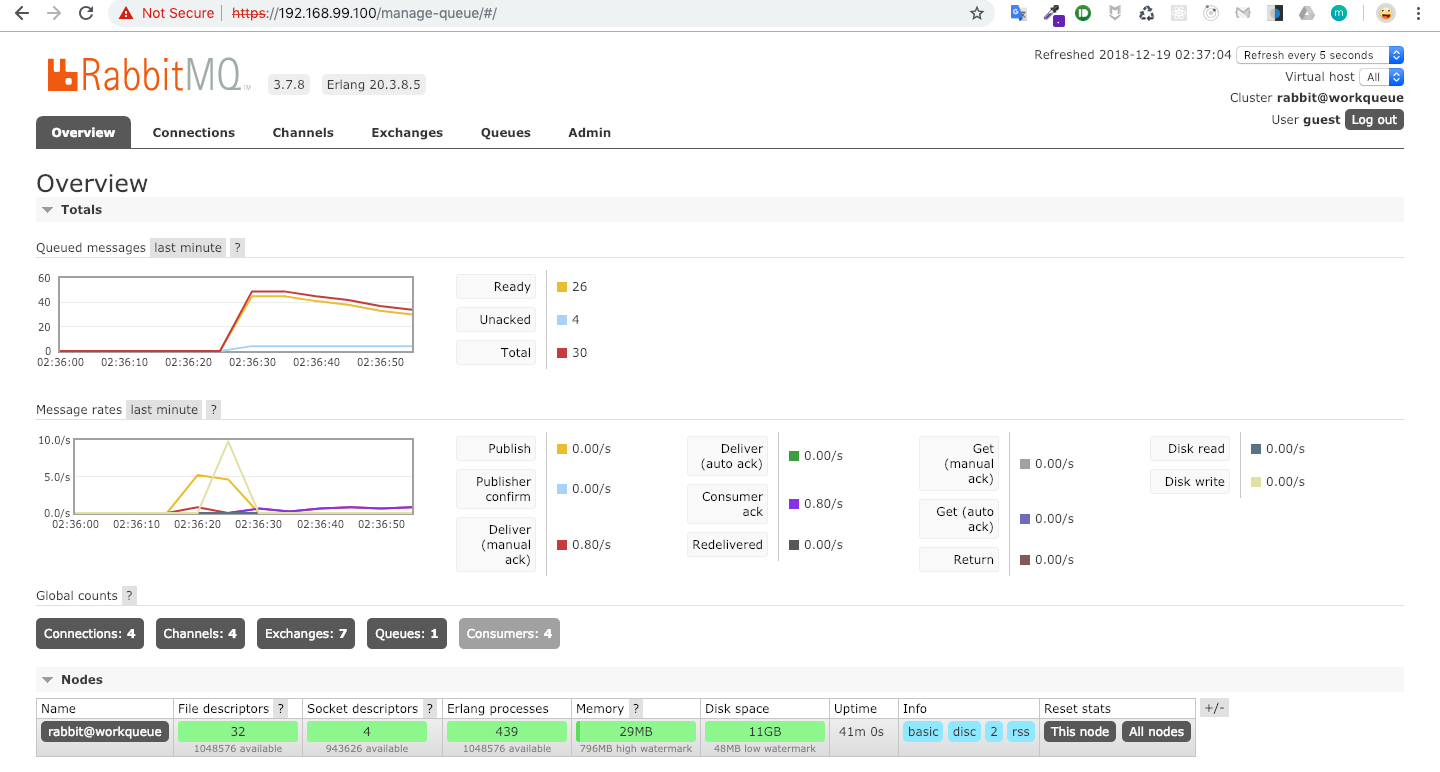 Not Secure | https://192.168.99.100/manage-queue/#/
RabbitMQ TM 3.7.8 Erlang 20.3.8.5
Refreshed 2018-12-19 02:37:04 Refresh every 5 seconds
Virtual host All
Cluster rabbit@workqueue
User guest Log out
Overview Connections Channels Exchanges Queues Admin
Overview
Totals
Queued messages last minute ?
60
40
20
0
02:36:00 02:36:10 02:36:20 02:36:30 02:36:40 02:36:50
Ready 26
Unacked 4
Total 30
Message rates last minute ?
10.0/s
5.0/s
0.0/s
02:36:00 02:36:10 02:36:20 02:36:30 02:36:40 02:36:50
Publish 0.00/s
Publisher
confirm 0.00/s
Deliver
(manual
ack) 0.80/s
Deliver
(auto ack) 0.00/s
Consumer
ack 0.80/s
Redelivered 0.00/s
Get
(manual
ack) 0.00/s
Get (auto
ack) 0.00/s
Return 0.00/s
Disk read 0.00/s
Disk write 0.00/s
Global counts ?
Connections: 4 Channels: 4 Exchanges: 7 Queues: 1 Consumers: 4
Nodes
Name File descriptors ? Socket descriptors ? Erlang processes Memory ? Disk space Uptime Info Reset stats +/-
rabbit@workqueue 32 4 439 29MB 11GB 41m 0s basic disc 2 rss This node All nodes
1048576 available 943626 available 1048576 available 796MB high watermark 48MB low watermark